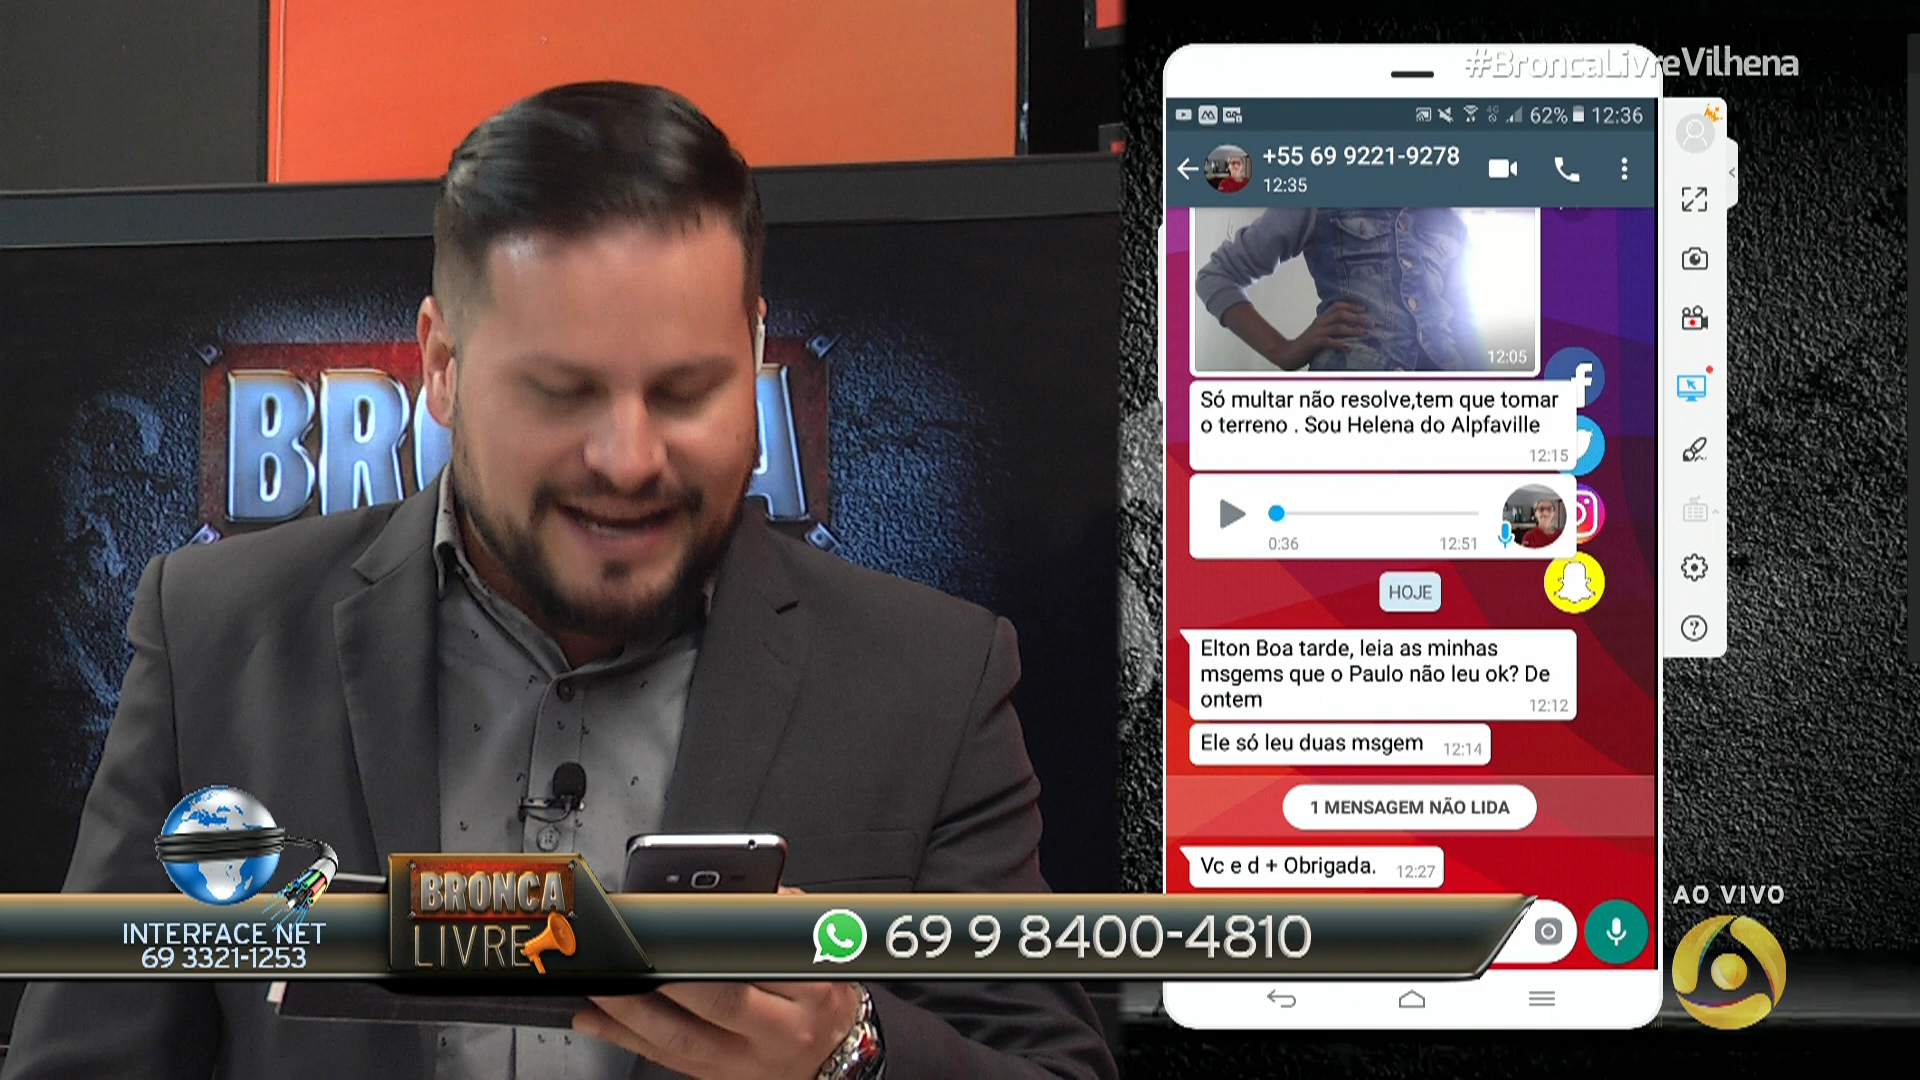 #BroncaLivreVilhena
62% 12:36
+55 69 9221-9278
12:35
12:05
Só multar não resolve,tem que tomar
o terreno . Sou Helena do Alpfaville
12:15
0:36 12:51
HOJE
Elton Boa tarde, leia as minhas
msgems que o Paulo não leu ok? De
ontem
12:12
Ele só leu duas msgem 12:14
1 MENSAGEM NÃO LIDA
Vc e d + Obrigada. 12:27
BRONCA
LIVRE
69 9 8400-4810
INTERFACE NET
69 3321-1253
AO VIVO